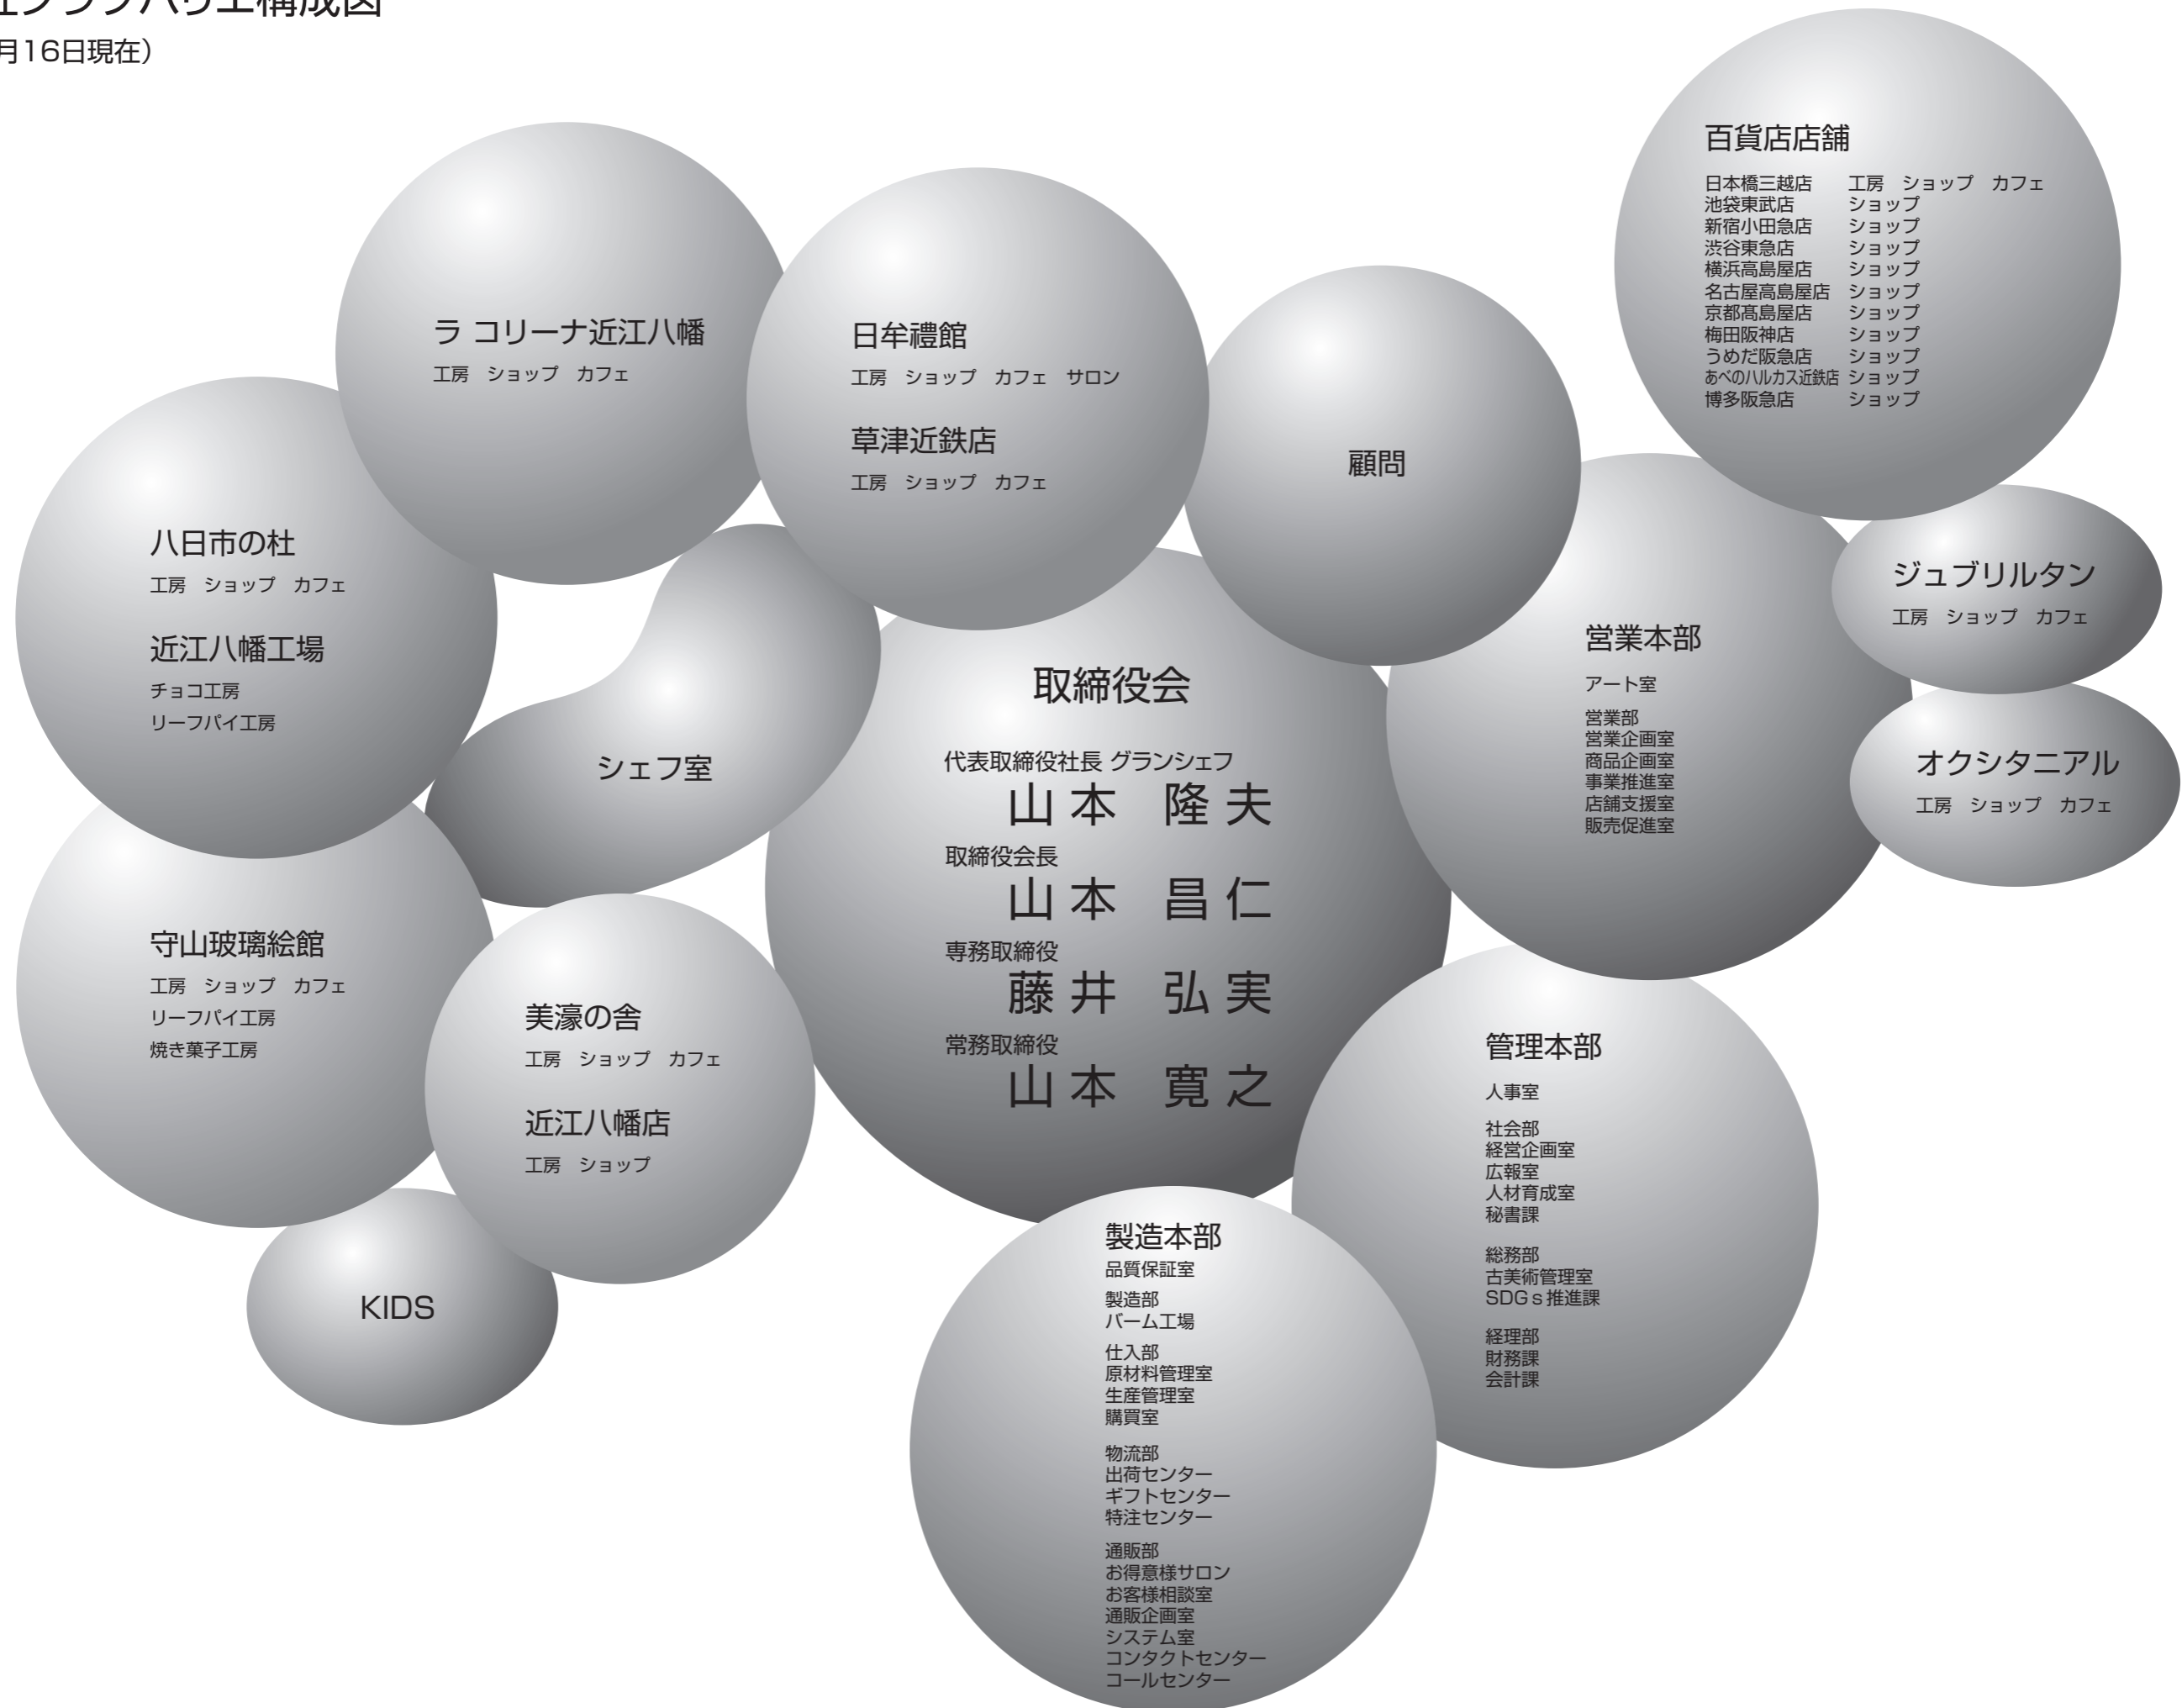 クラブハリエ構成図
月16日現在）
百貨店店舗
日本橋三越店　工房　ショップ　カフェ
池袋東武店　ショップ
新宿小田急店　ショップ
渋谷東急店　ショップ
横浜高島屋店　ショップ
名古屋高島屋店　ショップ
京都髙島屋店　ショップ
梅田阪神店　ショップ
うめだ阪急店　ショップ
あべのハルカス近鉄店　ショップ
博多阪急店　ショップ
ラ コリーナ近江八幡
工房　ショップ　カフェ
日牟禮館
工房　ショップ　カフェ　サロン
草津近鉄店
工房　ショップ　カフェ
顧問
八日市の杜
工房　ショップ　カフェ
近江八幡工場
チョコ工房
リーフパイ工房
シェフ室
取締役会
代表取締役社長 グランシェフ
山本　隆夫
取締役会長
山本　昌仁
専務取締役
藤井　弘実
常務取締役
山本　寛之
営業本部
アート室
営業部
営業企画室
商品企画室
事業推進室
店舗支援室
販売促進室
ジュブリルタン
工房　ショップ　カフェ
オクシタニアル
工房　ショップ　カフェ
守山玻璃絵館
工房　ショップ　カフェ
リーフパイ工房
焼き菓子工房
美濠の舎
工房　ショップ　カフェ
近江八幡店
工房　ショップ
KIDS
管理本部
人事室
社会部
経営企画室
広報室
人材育成室
秘書課
総務部
古美術管理室
SDGｓ推進課
経理部
財務課
会計課
製造本部
品質保証室
製造部
バーム工場
仕入部
原材料管理室
生産管理室
購買室
物流部
出荷センター
ギフトセンター
特注センター
通販部
お得意様サロン
お客様相談室
通販企画室
システム室
コンタクトセンター
コールセンター